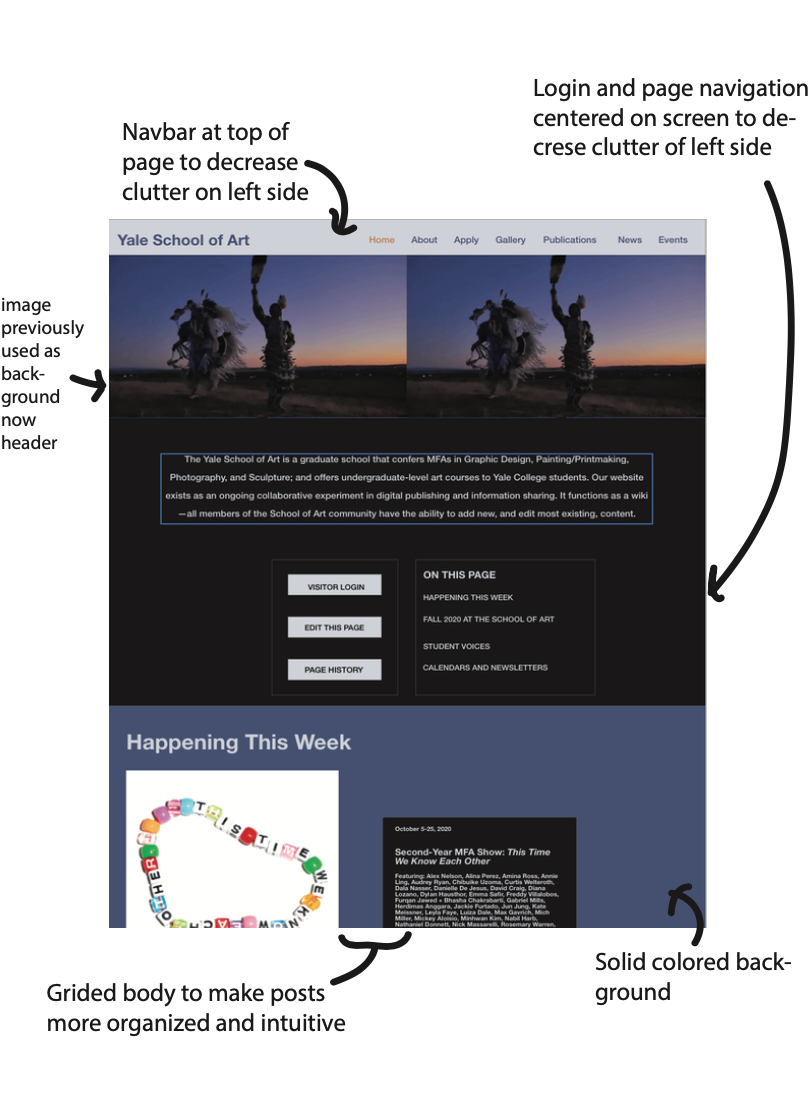 Login and page navigation
centered on screen to de-
crese clutter of left side
Navbar at top of
page to decrease
clutter on left side
Yale School of Art
Home About Apply Gallery Publications News Events
image
previously
used as
back-
ground
now
header
The Yale School of Art is a graduate school that confers MFAs in Graphic Design, Painting/Printmaking,
Photography, and Sculpture; and offers undergraduate-level art courses to Yale College students. Our website
exists as an ongoing collaborative experiment in digital publishing and information sharing. It functions as a wiki
—all members of the School of Art community have the ability to add new, and edit most existing, content.
VISITOR LOGIN
EDIT THIS PAGE
PAGE HISTORY
ON THIS PAGE
HAPPENING THIS WEEK
FALL 2020 AT THE SCHOOL OF ART
STUDENT VOICES
CALENDARS AND NEWSLETTERS
Happening This Week
THIS TIME WE KN
OTHER
October 5-25, 2020
Second-Year MFA Show: This Time
We Know Each Other
Featuring: Alex Nelson, Alina Perez, Amina Ross, Annie
Ling, Audrey Ryan, Chibuike Uzoma, Curtis Welteroth,
Dala Nasser, Danielle De Jesus, David Craig, Diana
Lozano, Dylan Hausthor, Emma Safir, Freddy Villalobos,
Furqan Jawed + Bhasha Chakrabarti, Gabriel Mills,
Herdimas Anggara, Jackie Furtado, Jun Jung, Kate
Meissner, Leyla Faye, Luiza Dale, Max Gavrich, Mich
Miller, Mickey Aloisio, Minhwan Kim, Nabil Harb,
Nathaniel Donnett, Nick Massarelli, Rosemary Warren,
Solid colored back-
ground
Grided body to make posts
more organized and intuitive